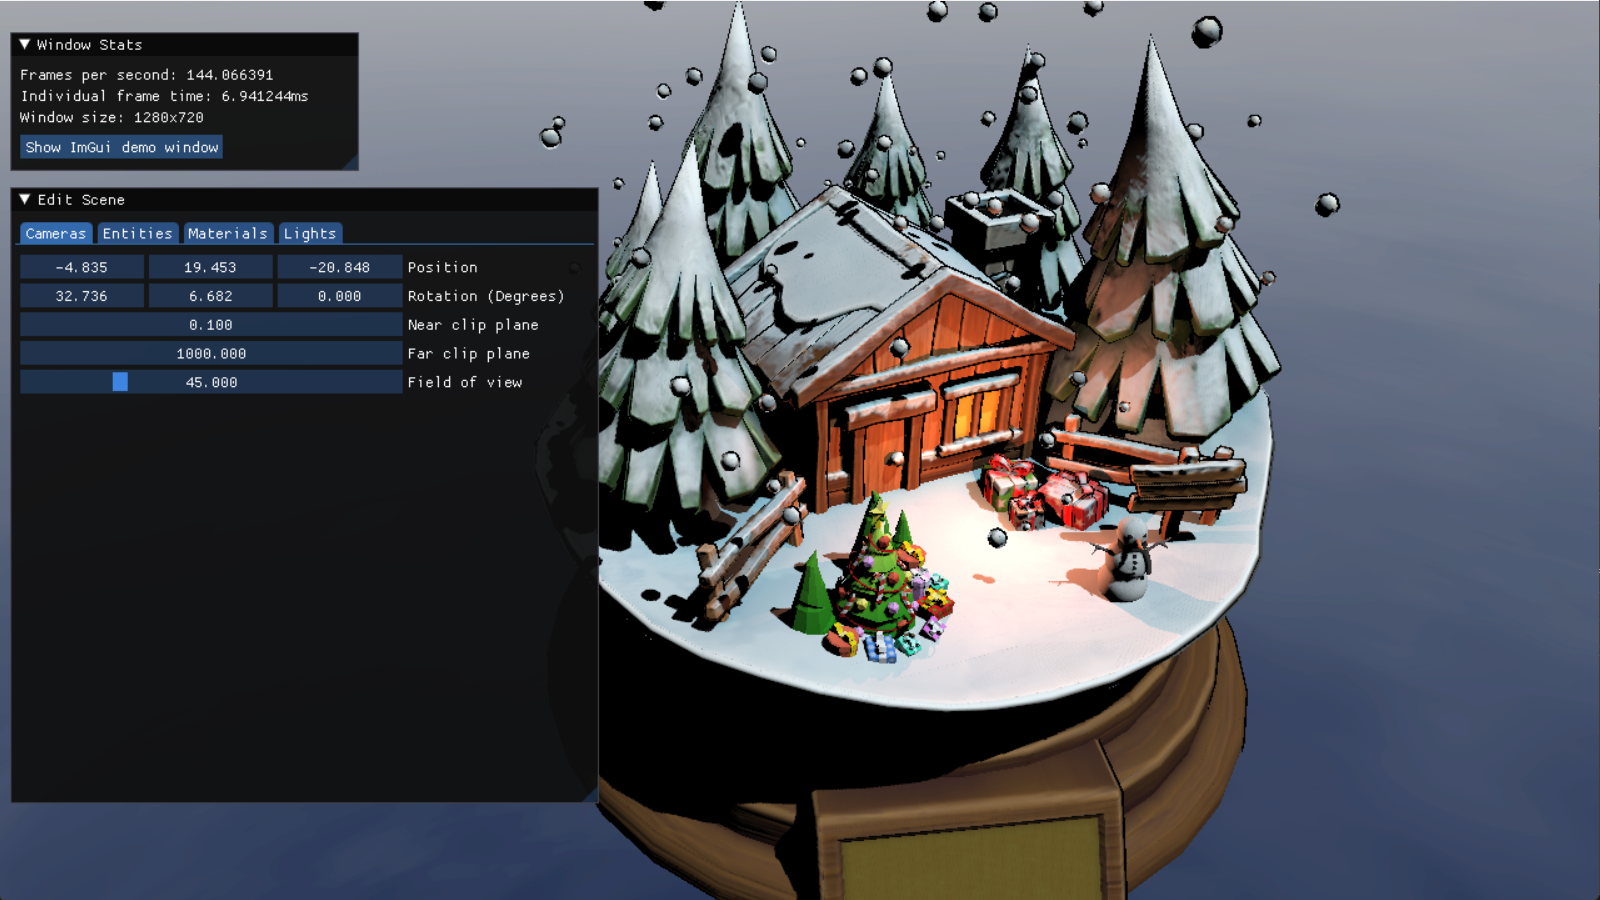 Window Stats
Frames per second: 144.066391
Individual frame time: 6.941244ms
Window size: 1280x720
Show ImGui demo window
Edit Scene
Cameras Entities Materials Lights
-4.835 19.453 -20.848 Position
32.736 6.682 0.000 Rotation (Degrees)
0.100 Near clip plane
1000.000 Far clip plane
45.000 Field of view